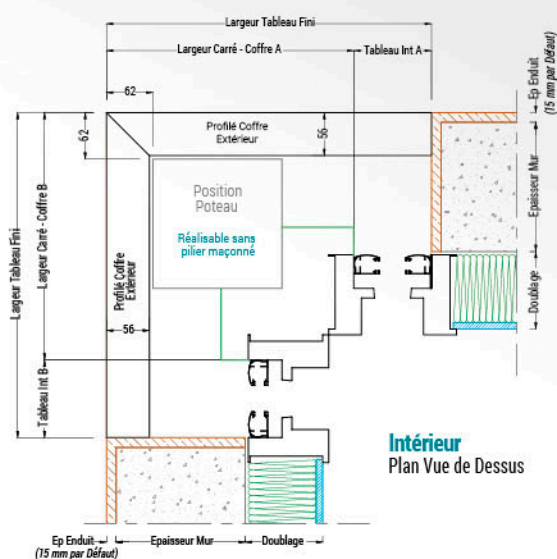 Largeur Tableau Fini
Largeur Carré - Coffre A
Tableau Int A
62
62
Profilé Coffre
Extérieur
56
Ep Enduit
(15 mm par Défaut)
Epaisseur Mur
Doublage
Position
Poteau
Réalisable sans
pilier maçonné
Largeur Tableau Fini
Largeur Carré - Coffre B
Tableau Int B
Profilé Coffre
Extérieur
56
Intérieur
Plan Vue de Dessus
Ep Enduit
(15 mm par Défaut)
Epaisseur Mur
Doublage